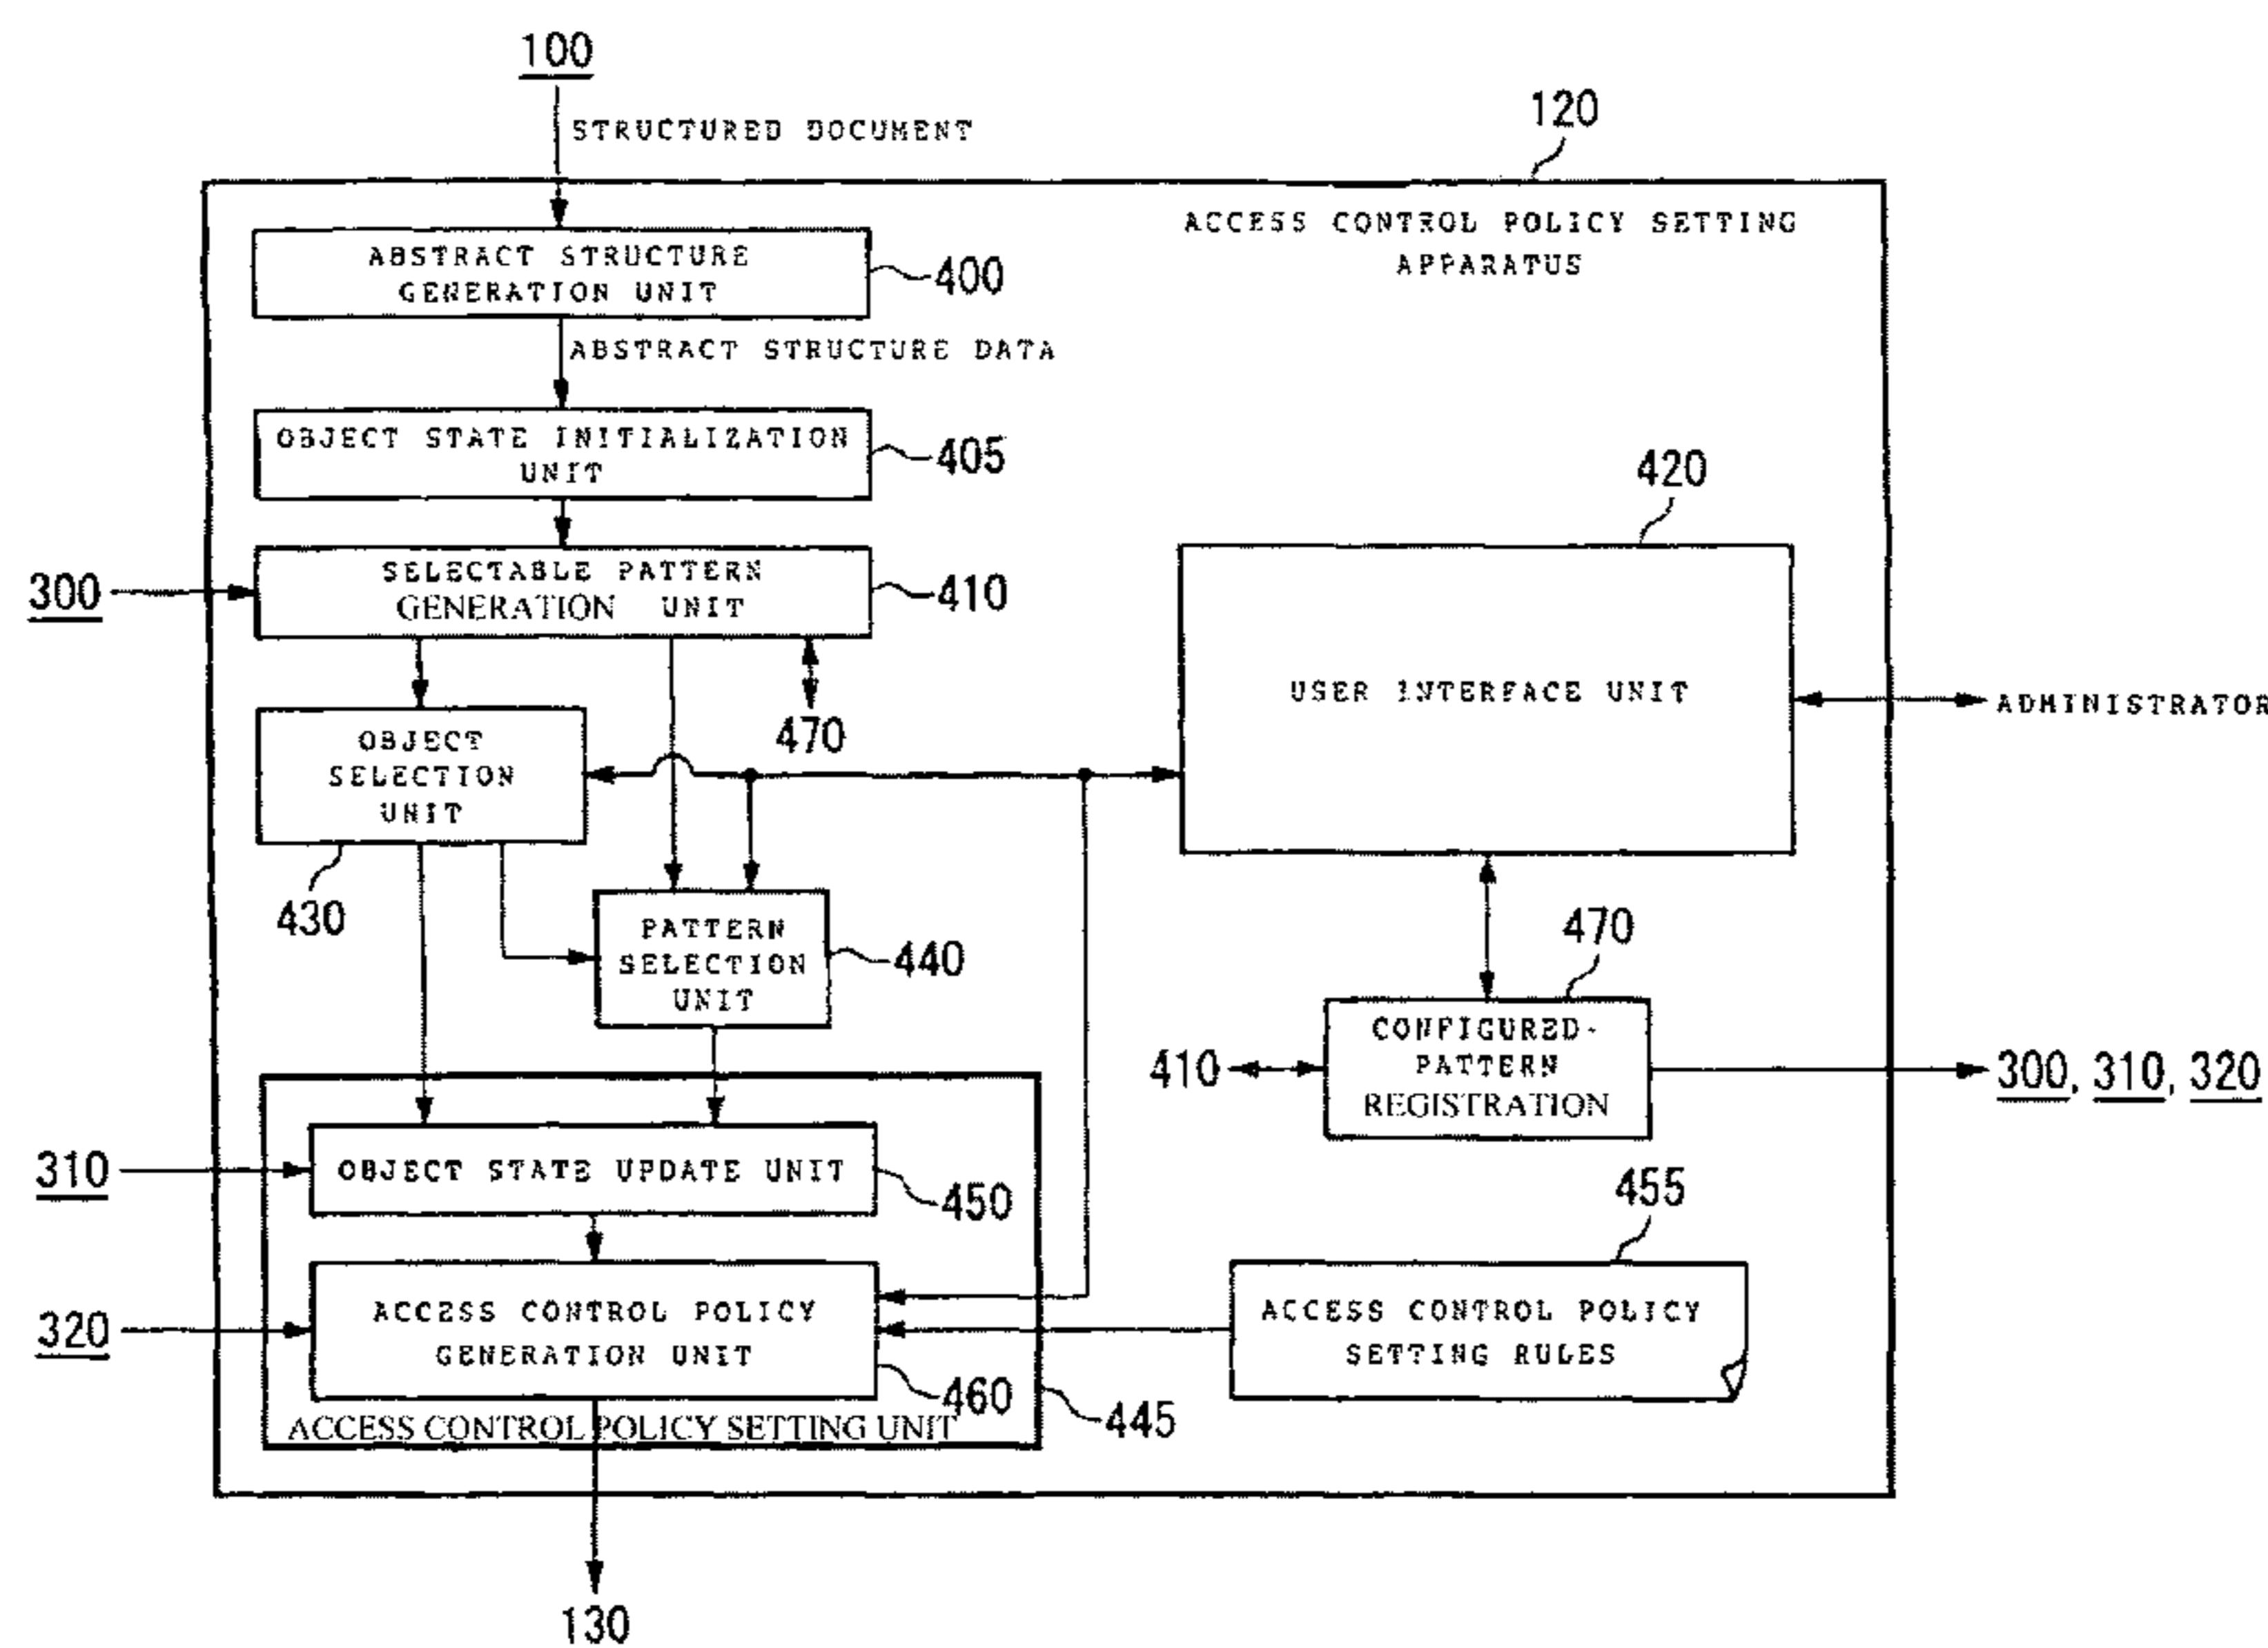 100
STRUCTURED DOCUMENT
120
ACCESS CONTROL POLICY SETTING
APPARATUS
ABSTRACT STRUCTURE
GENERATION UNIT
400
ABSTRACT STRUCTURE DATA
OBJECT STATE INITIALIZATION
UNIT
405
420
300
SELECTABLE PATTERN
GENERATION UNIT
410
470
USER INTERFACE UNIT
ADMINISTRATOR
OBJECT
SELECTION
UNIT
430
PATTERN
SELECTION
UNIT
440
470
410
CONFIGURED-
PATTERN
REGISTRATION
300, 310, 320
310
OBJECT STATE UPDATE UNIT
450
455
320
ACCESS CONTROL POLICY
GENERATION UNIT
460
ACCESS CONTROL POLICY SETTING UNIT
445
ACCESS CONTROL POLICY
SETTING RULES
130